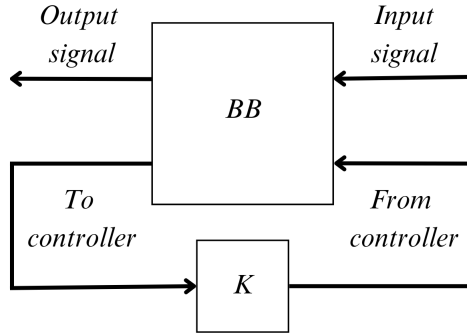 Output
signal
Input
signal
BB
To
controller
From
controller
K